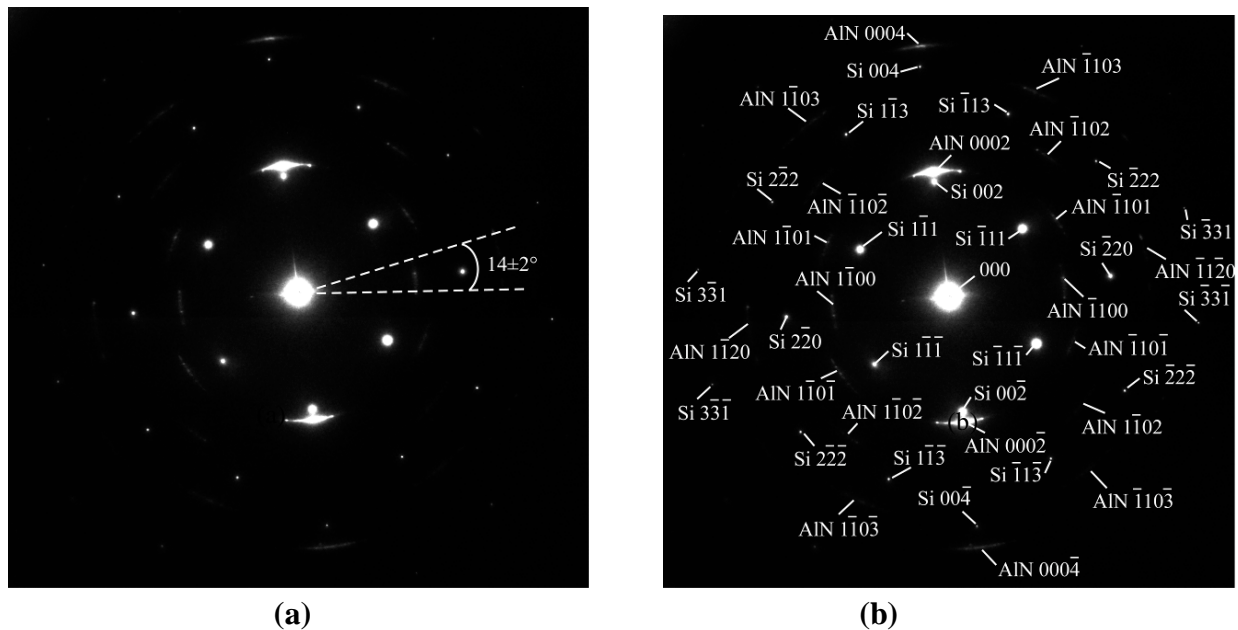 14±2°
AlN 0004
Si 004
AlN 1̅103
AlN 11̅03
Si 11̅3
Si 1̅13
AlN 1̅102
AlN 0002
Si 22̅2
Si 2̅22
AlN 1̅102̅
Si 002
AlN 1̅101
AlN 11̅01
Si 11̅1
Si 1̅11
Si 3̅31
Si 2̅20
000
AlN 1̅1̅20
Si 33̅1
AlN 11̅00
Si 3̅31̅
AlN 1̅100
AlN 11̅20
Si 22̅0
Si 11̅1̅
Si 1̅11̅
AlN 1̅101̅
Si 33̅1̅
AlN 11̅01̅
AlN 11̅02̅
Si 002̅
Si 2̅22̅
(b)
AlN 11̅02
Si 22̅2̅
Si 11̅3̅
AlN 0002̅
Si 1̅13̅
AlN 1̅103̅
Si 004̅
AlN 11̅03̅
AlN 0004̅
(a)
(b)